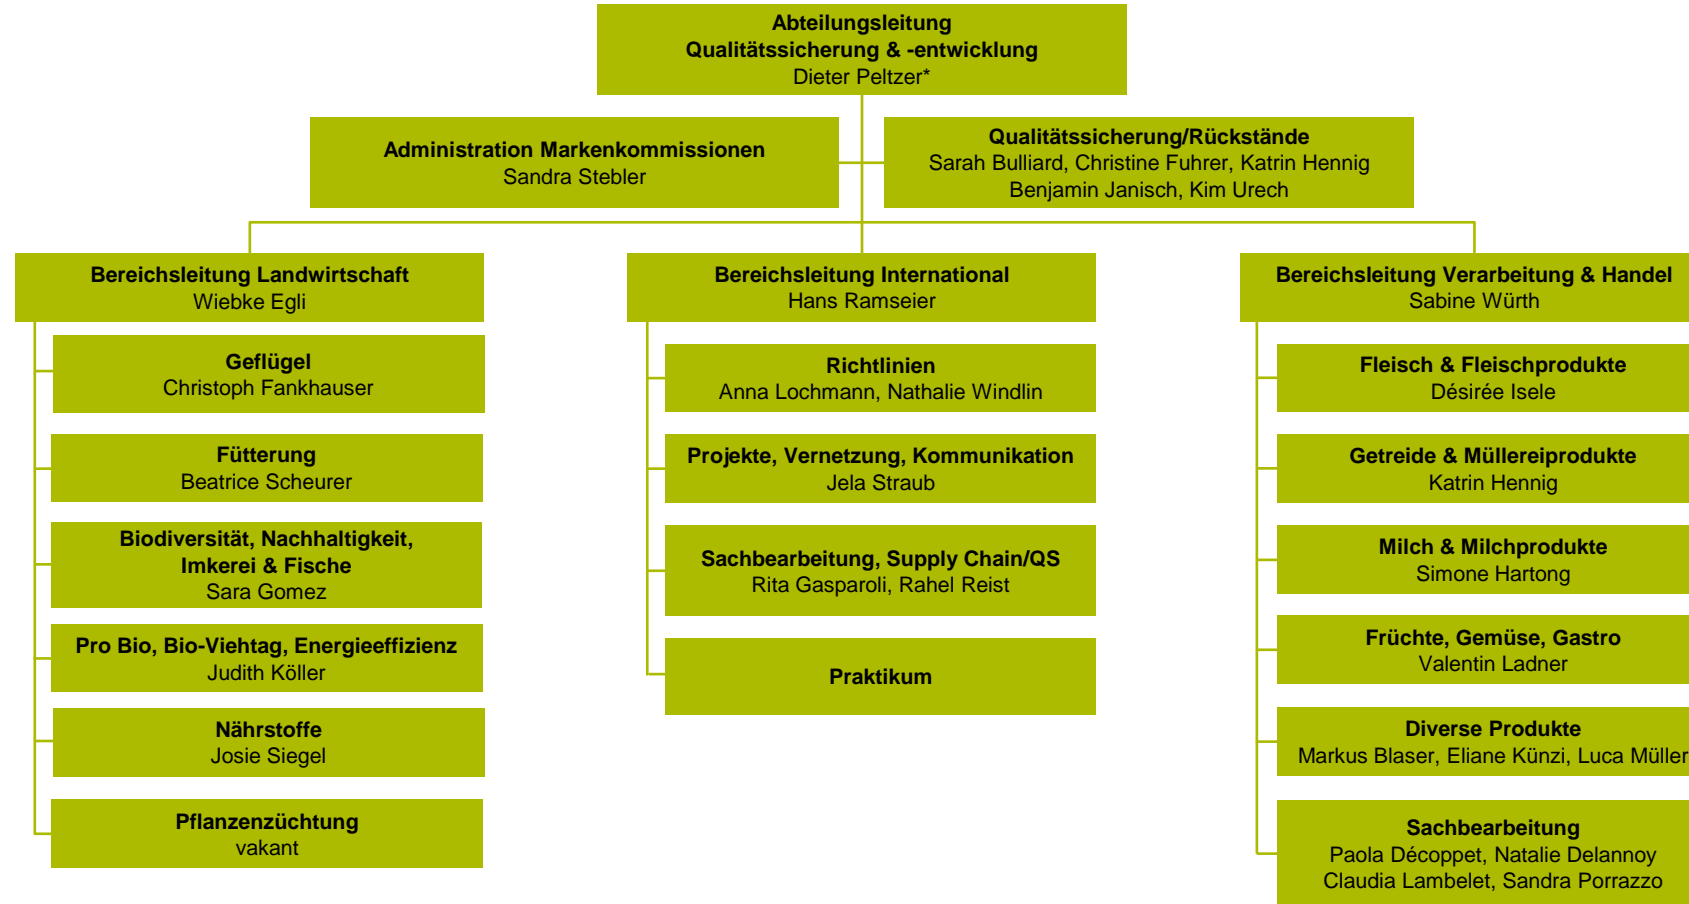 Abteilungsleitung
Qualitätssicherung & -entwicklung
Dieter Peltzer*
Administration Markenkommissionen
Sandra Stebler
Qualitätssicherung/Rückstände
Sarah Bulliard, Christine Fuhrer, Katrin Hennig
Benjamin Janisch, Kim Urech
Bereichsleitung Landwirtschaft
Wiebke Egli
Geflügel
Christoph Fankhauser
Fütterung
Beatrice Scheurer
Biodiversität, Nachhaltigkeit,
Imkerei & Fische
Sara Gomez
Pro Bio, Bio-Viehtag, Energieeffizienz
Judith Köller
Nährstoffe
Josie Siegel
Pflanzenzüchtung
vakant
Bereichsleitung International
Hans Ramseier
Richtlinien
Anna Lochmann, Nathalie Windlin
Projekte, Vernetzung, Kommunikation
Jela Straub
Sachbearbeitung, Supply Chain/QS
Rita Gasparoli, Rahel Reist
Praktikum
Bereichsleitung Verarbeitung & Handel
Sabine Würth
Fleisch & Fleischprodukte
Désirée Isele
Getreide & Müllereiprodukte
Katrin Hennig
Milch & Milchprodukte
Simone Hartong
Früchte, Gemüse, Gastro
Valentin Ladner
Diverse Produkte
Markus Blaser, Eliane Künzi, Luca Müller
Sachbearbeitung
Paola Décoppet, Natalie Delannoy
Claudia Lambelet, Sandra Porrazzo